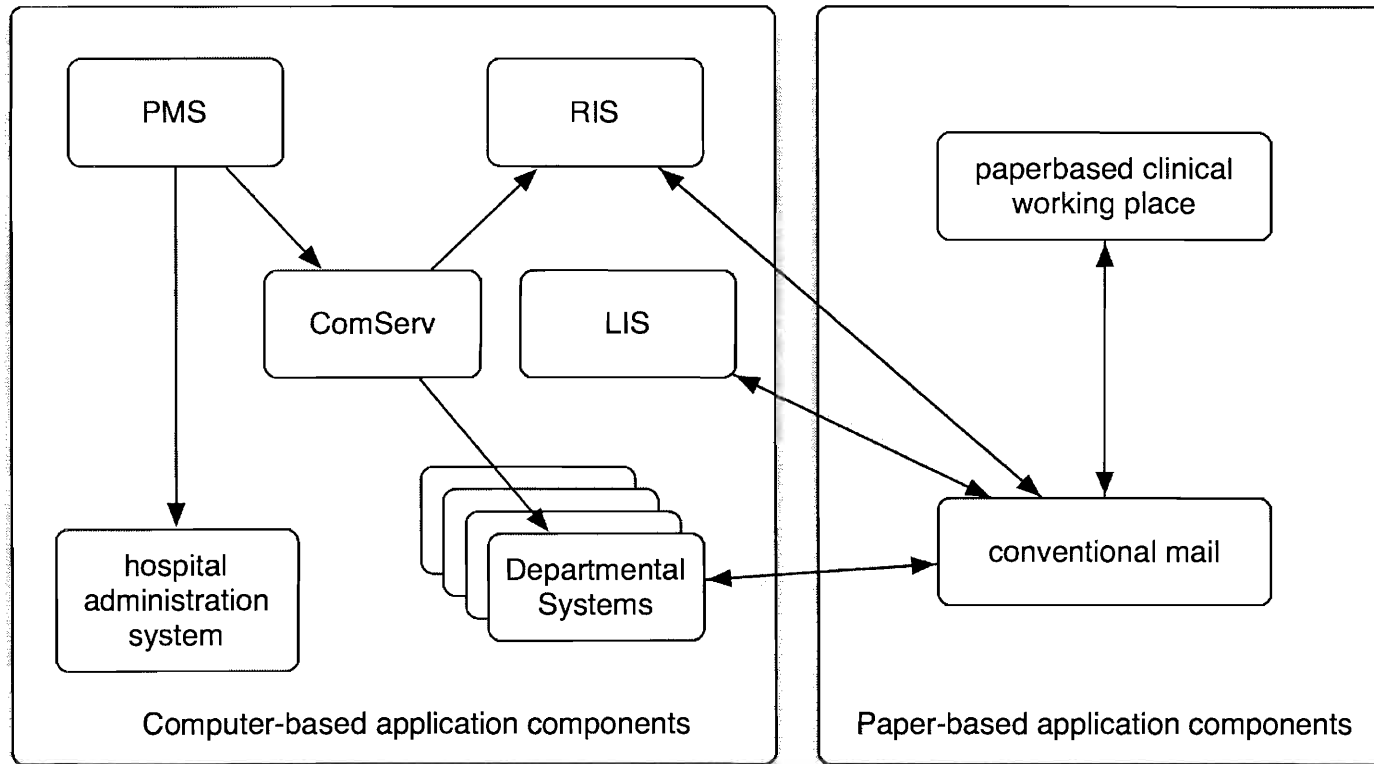 PMS
RIS
ComServ
LIS
hospital
administration
system
Departmental
Systems
Computer-based application components
paperbased clinical
working place
conventional mail
Paper-based application components